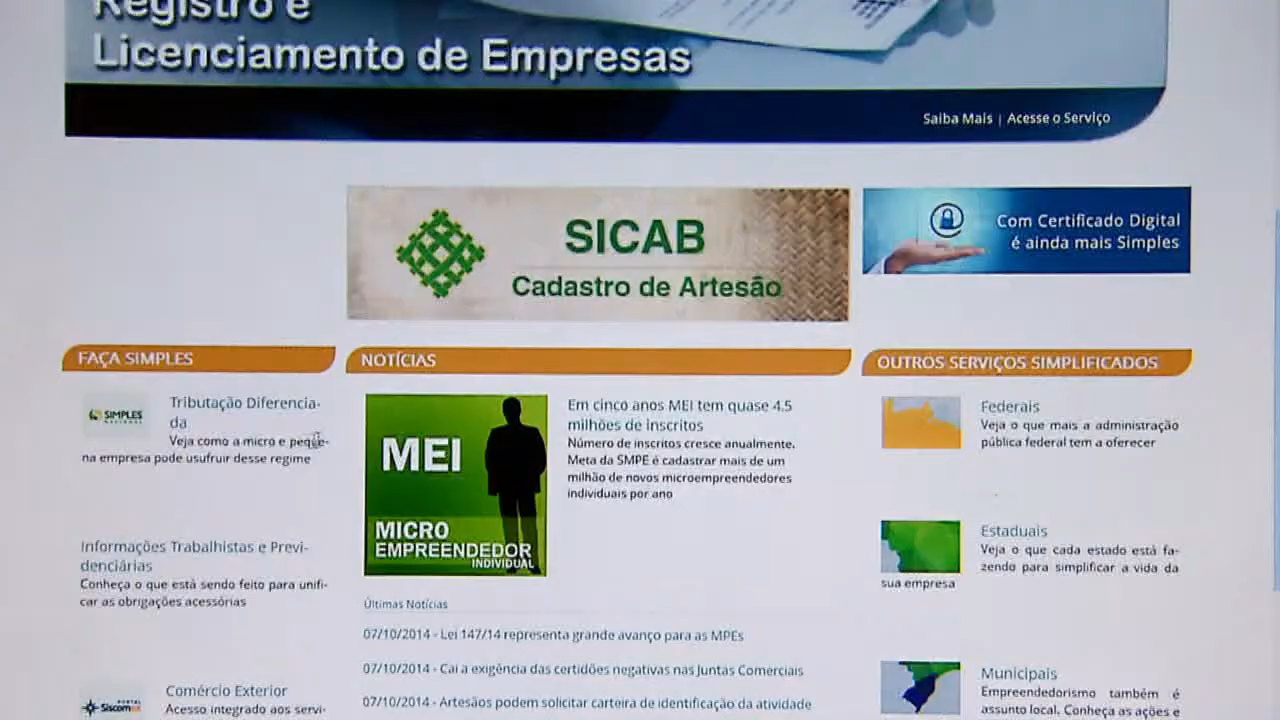 Registro e
Licenciamento de Empresas
Saiba Mais | Acesse o Serviço
SICAB
Cadastro de Artesão
Com Certificado Digital
é ainda mais Simples
FAÇA SIMPLES
SIMPLES
NACIONAL
Tributação Diferencia-
da
Veja como a micro e peque-
na empresa pode usufruir desse regime
Informações Trabalhistas e Previ-
denciárias
Conheça o que está sendo feito para unifi-
car as obrigações acessórias
PORTAL
Siscomex
Comércio Exterior
Acesso integrado aos servi-
NOTÍCIAS
MEI
MICRO
EMPREENDEDOR
INDIVIDUAL
Em cinco anos MEI tem quase 4,5
milhões de inscritos
Número de inscritos cresce anualmente.
Meta da SMPE é cadastrar mais de um
milhão de novos microempreendedores
individuais por ano
Últimas Notícias
07/10/2014 - Lei 147/14 representa grande avanço para as MPEs
07/10/2014 - Cai a exigência das certidões negativas nas Juntas Comerciais
07/10/2014 - Artesãos podem solicitar carteira de identificação da atividade
OUTROS SERVIÇOS SIMPLIFICADOS
Federais
Veja o que mais a administração
pública federal tem a oferecer
Estaduais
Veja o que cada estado está fa-
zendo para simplificar a vida da
sua empresa
Municipais
Empreendedorismo também é
assunto local. Conheça as ações e